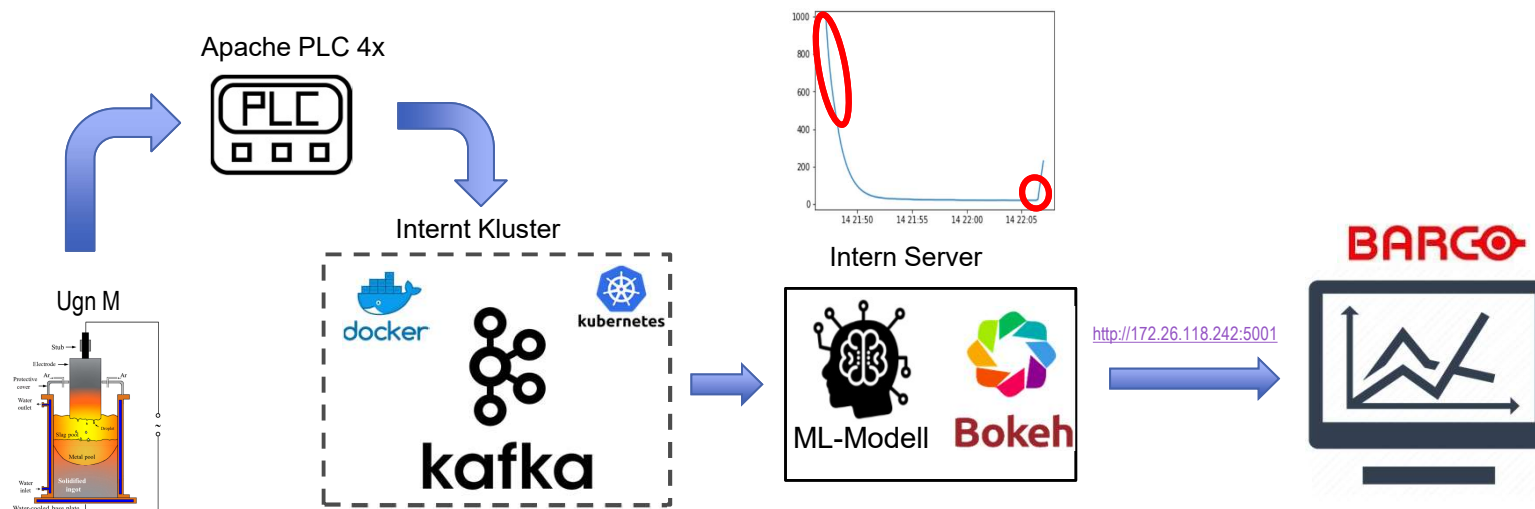 Apache PLC 4x
PLC
Ugn M
Stub
Electrode
Ar
Ar
Protective
cover
Water
outlet
Droplet
Slag pool
Metal pool
Solidified
ingot
Water
inlet
Water-cooled base plate
~
Internt Kluster
docker
kubernetes
kafka
1000
800
600
400
200
0
14 21:50
14 21:55
14 22:00
14 22:05
Intern Server
ML-Modell
Bokeh
http://172.26.118.242:5001
BARCO